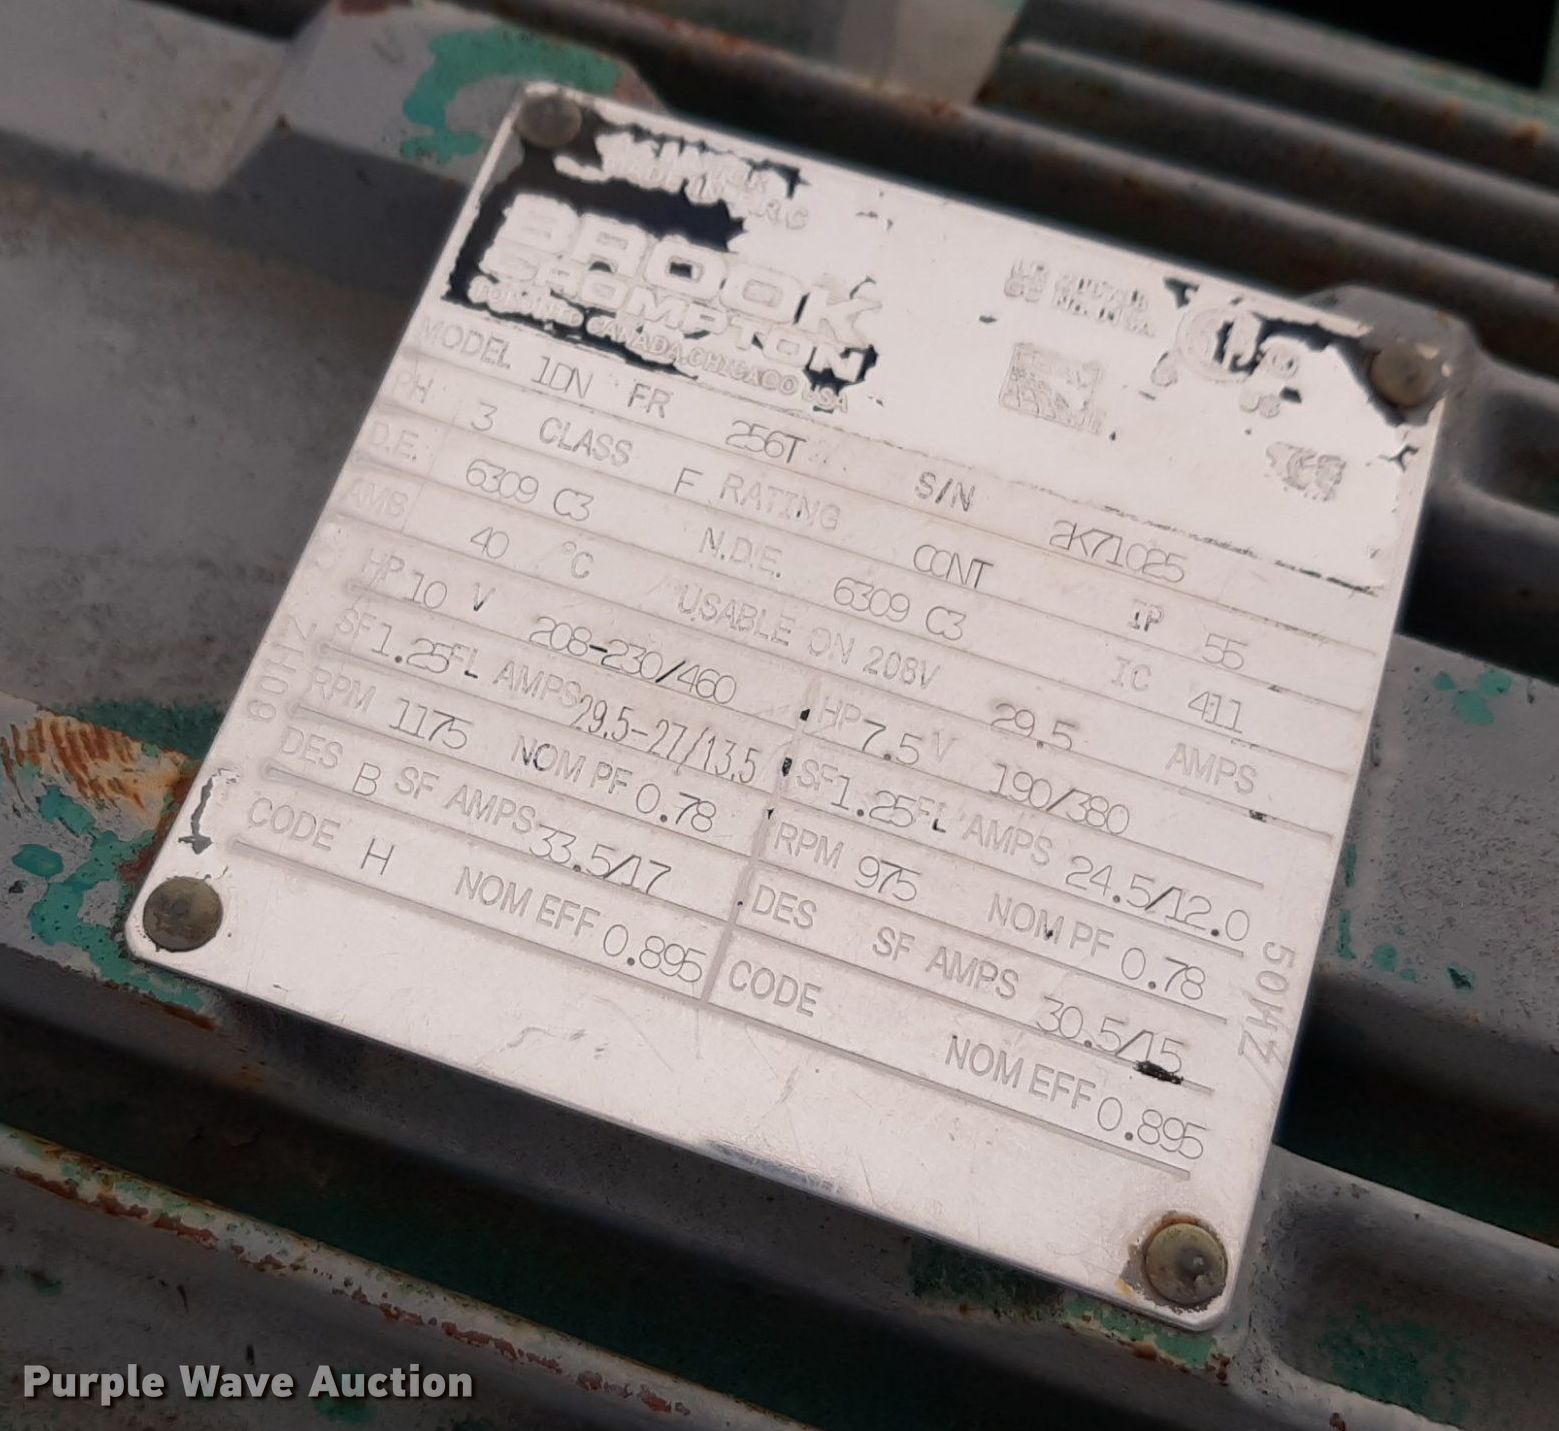 BROOK
CROMPTON
TORONTO CANADA, CHICAGO USA
LR
MODEL 1DN FR 256T S/N 2K71025
PH 3 CLASS F RATING CONT IP 55
D.E. 6309 C3 N.D.E. 6309 C3 IC 411
AMB 40 °C USABLE ON 208V 29.5 AMPS
60HZ
HP 10 V 208-230/460
SF 1.25 FL AMPS 29.5-27/13.5
RPM 1175 NOM PF 0.78
DES B SF AMPS 33.5/17
CODE H NOM EFF 0.895
HP 7.5 V 190/380
SF 1.25 FL AMPS 24.5/12.0
RPM 975 NOM PF 0.78
DES SF AMPS 30.5/15
CODE NOM EFF 0.895
50HZ
Purple Wave Auction